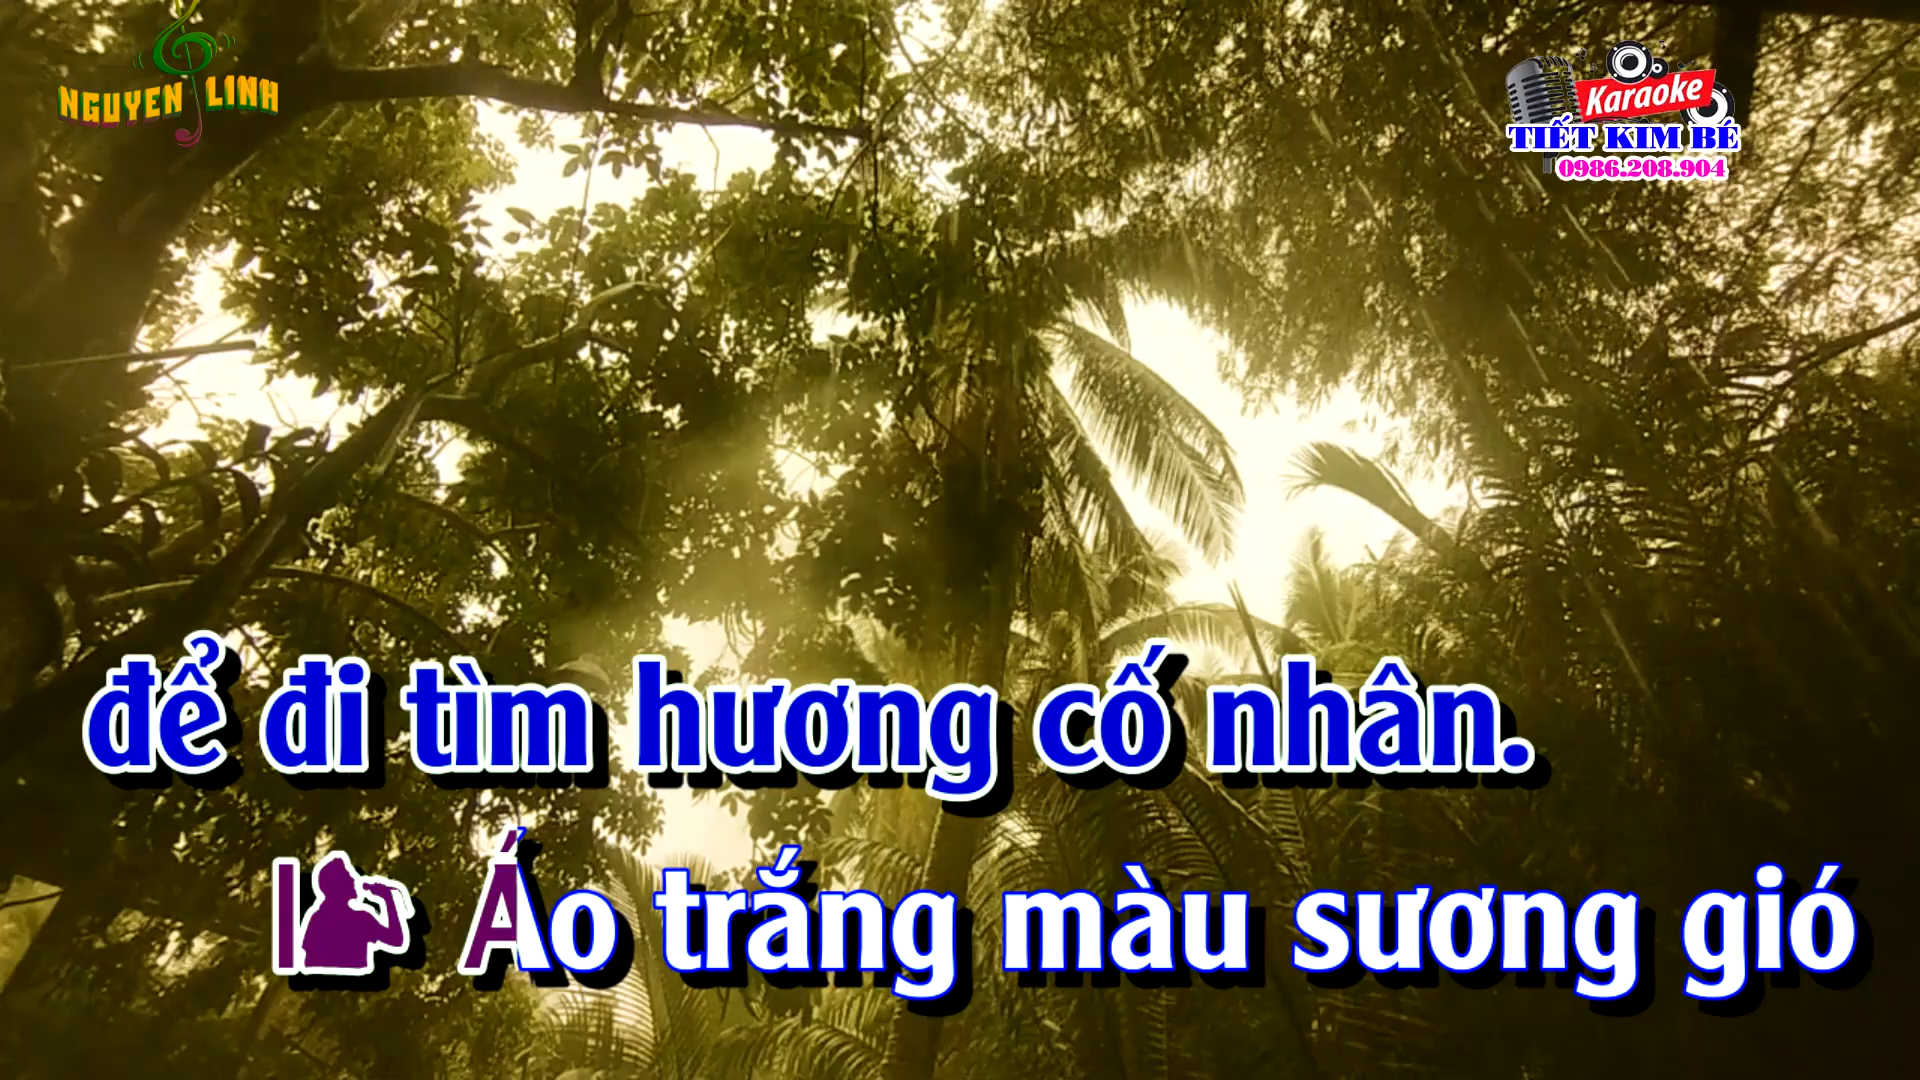 NGUYEN LINH
Karaoke
TIẾT KIM BÉ
0986.208.904
để đi tìm hương cố nhân.
Áo trắng màu sương gió